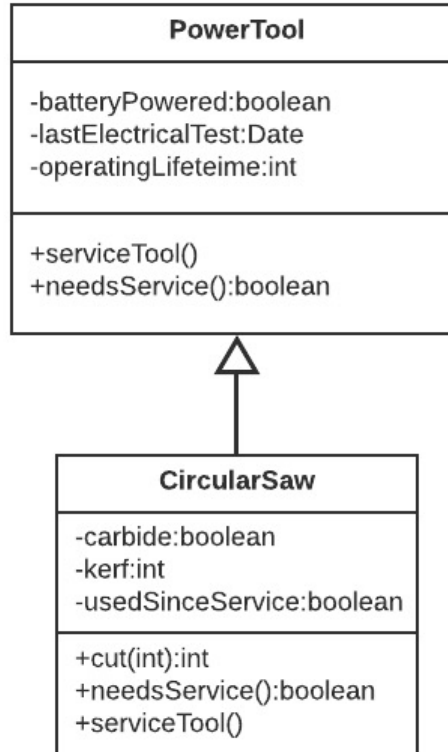 PowerTool
-batteryPowered:boolean
-lastElectricalTest:Date
-operatingLifeteime:int
+serviceTool()
+needsService():boolean
CircularSaw
-carbide:boolean
-kerf:int
-usedSinceService:boolean
+cut(int):int
+needsService():boolean
+serviceTool()